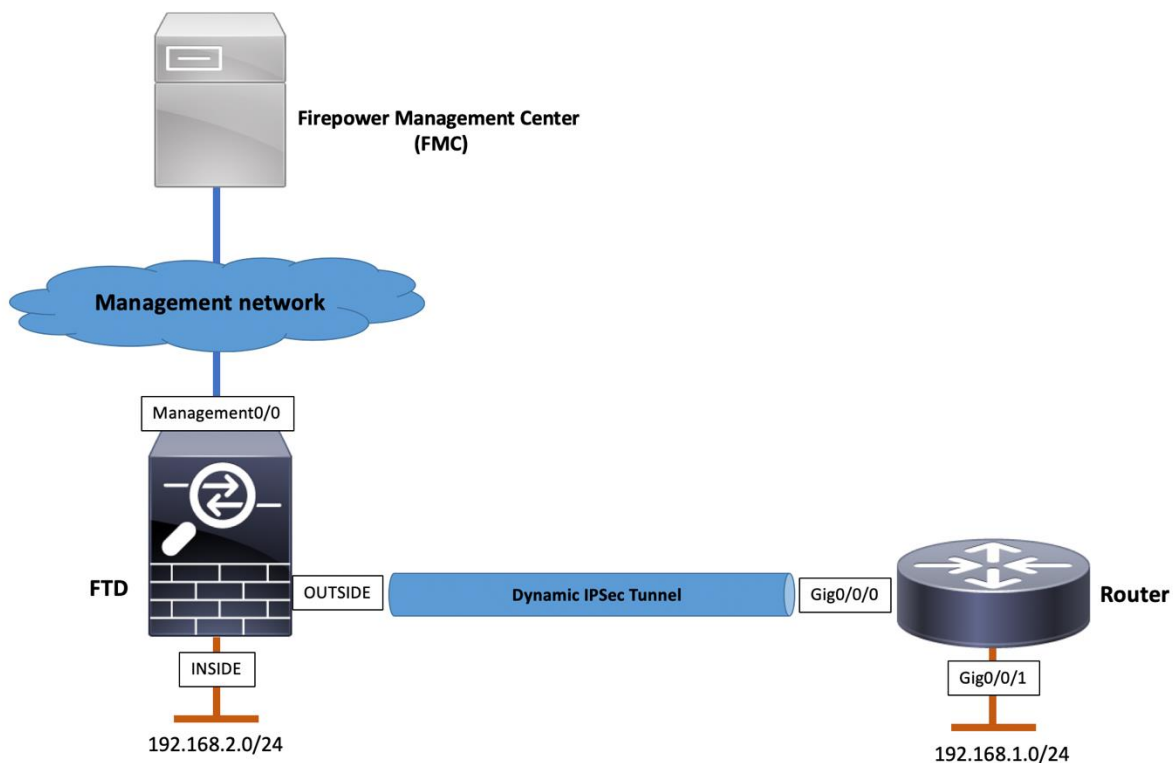 Firepower Management Center
(FMC)
Management network
Management0/0
FTD
OUTSIDE
Dynamic IPSec Tunnel
Gig0/0/0
Router
INSIDE
Gig0/0/1
192.168.2.0/24
192.168.1.0/24